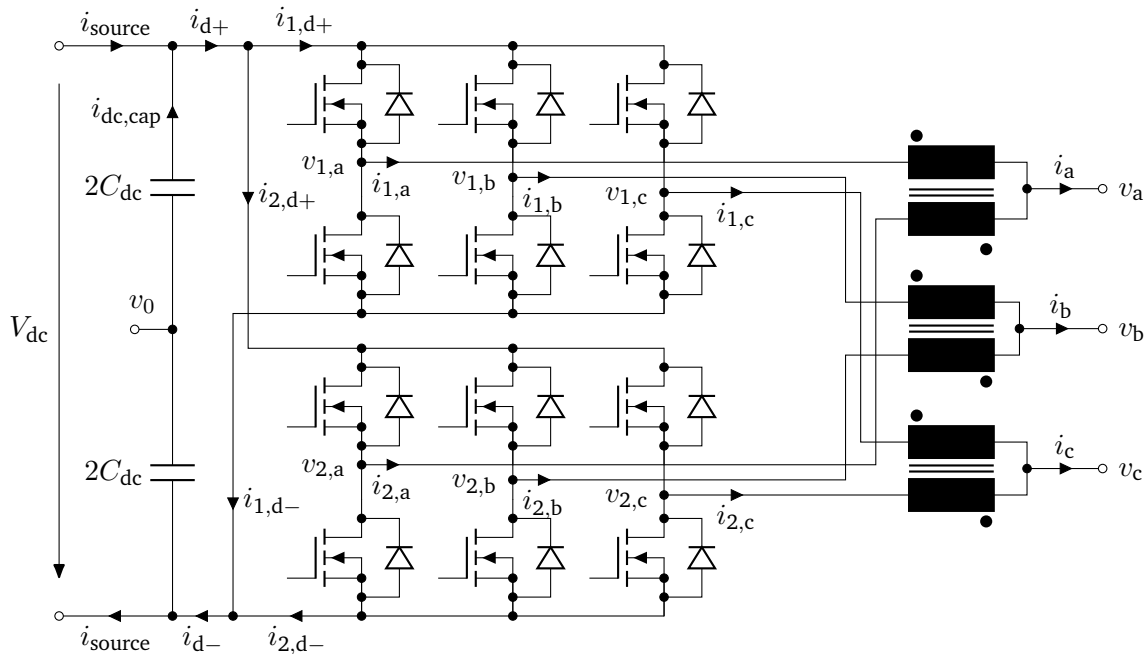 i_source
i_d+
i_1,d+
i_dc,cap
2C_dc
i_2,d+
v_1,a
i_1,a
v_1,b
i_1,b
v_1,c
i_1,c
i_a
v_a
v_0
V_dc
i_b
v_b
2C_dc
i_1,d−
v_2,a
i_2,a
v_2,b
i_2,b
v_2,c
i_2,c
i_c
v_c
i_source
i_d−
i_2,d−